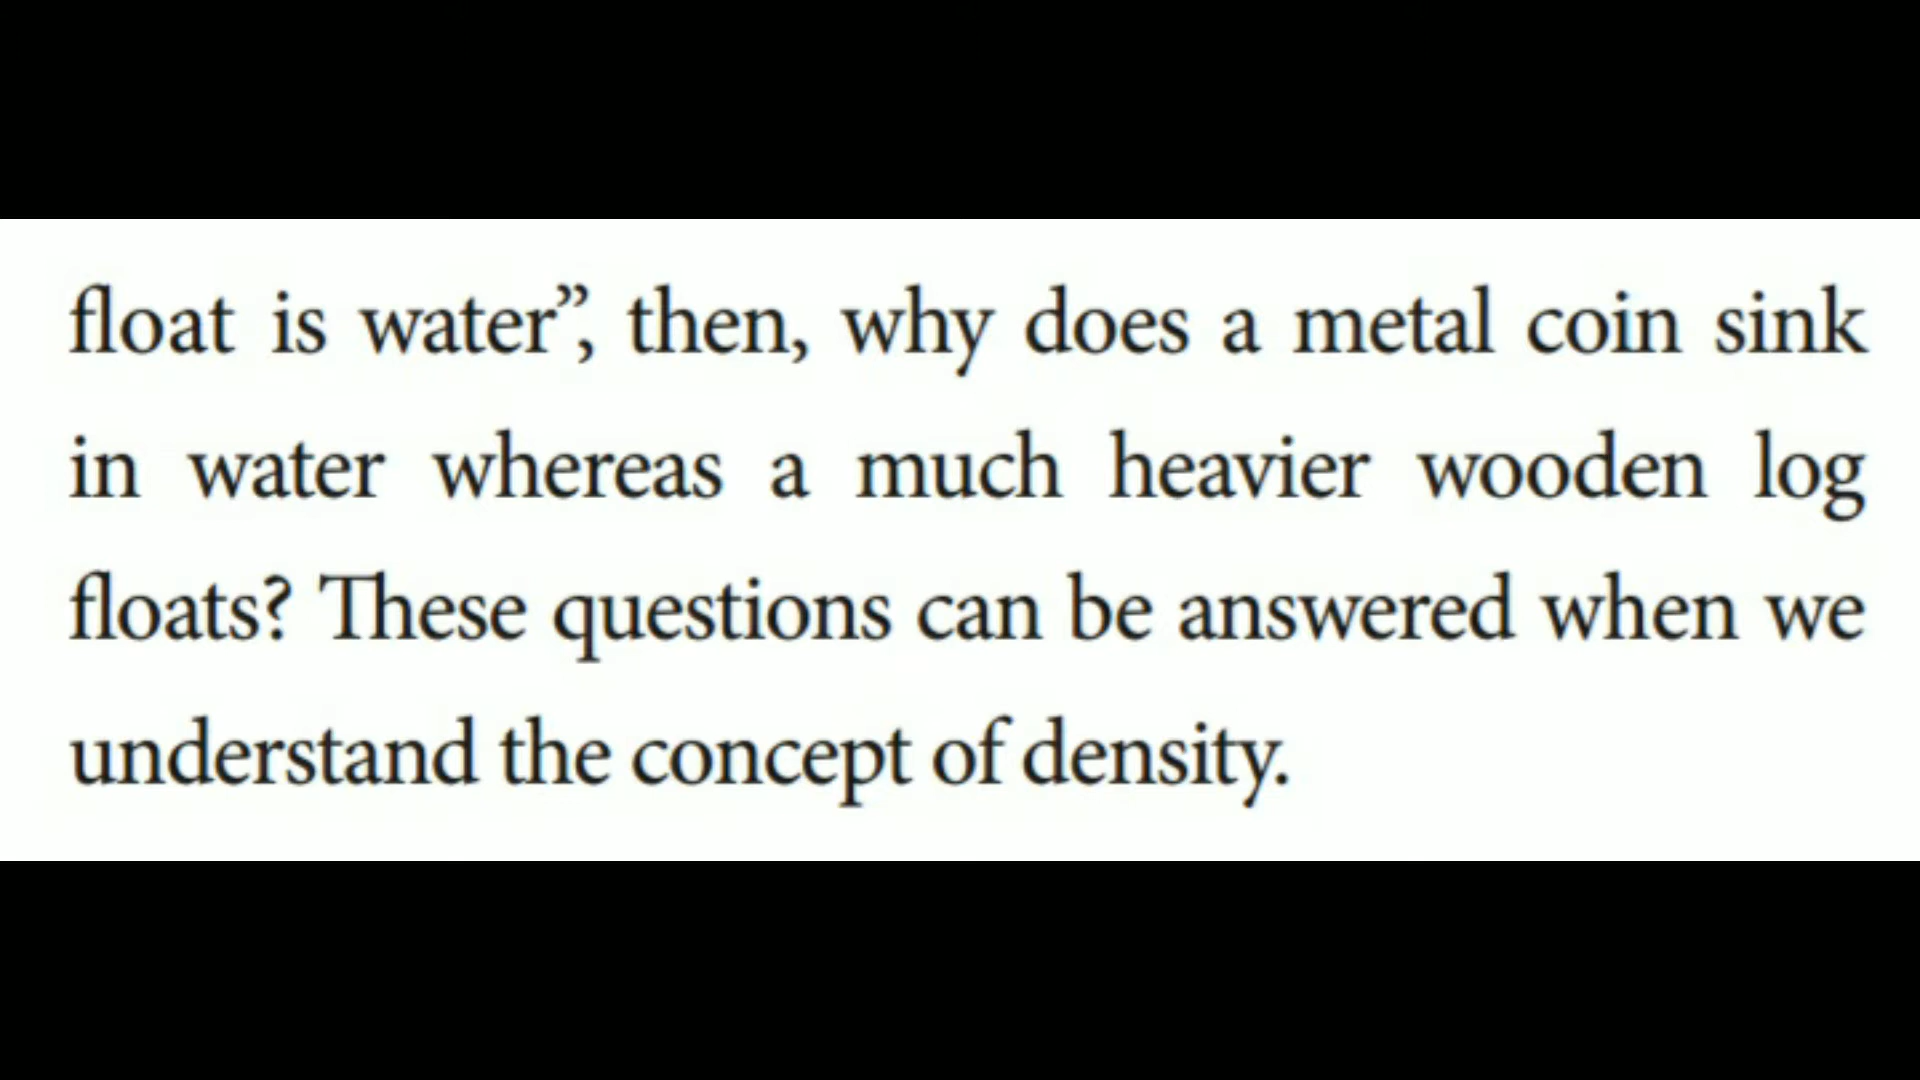 float is water”, then, why does a metal coin sink
in water whereas a much heavier wooden log
floats? These questions can be answered when we
understand the concept of density.